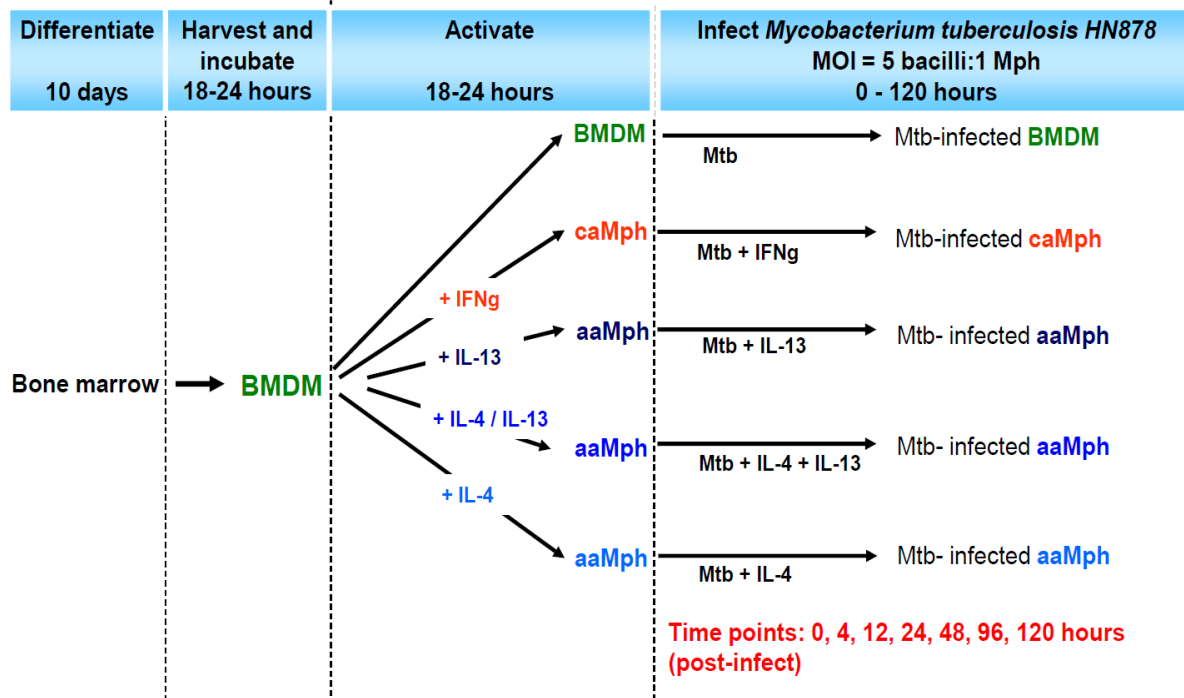 Differentiate
10 days
Harvest and
incubate
18-24 hours
Activate
18-24 hours
Infect Mycobacterium tuberculosis HN878
MOI = 5 bacilli:1 Mph
0 - 120 hours
Bone marrow
BMDM
+ IFNg
+ IL-13
+ IL-4 / IL-13
+ IL-4
BMDM
Mtb
Mtb-infected BMDM
caMph
Mtb + IFNg
Mtb-infected caMph
aaMph
Mtb + IL-13
Mtb- infected aaMph
aaMph
Mtb + IL-4 + IL-13
Mtb- infected aaMph
aaMph
Mtb + IL-4
Mtb- infected aaMph
Time points: 0, 4, 12, 24, 48, 96, 120 hours
(post-infect)